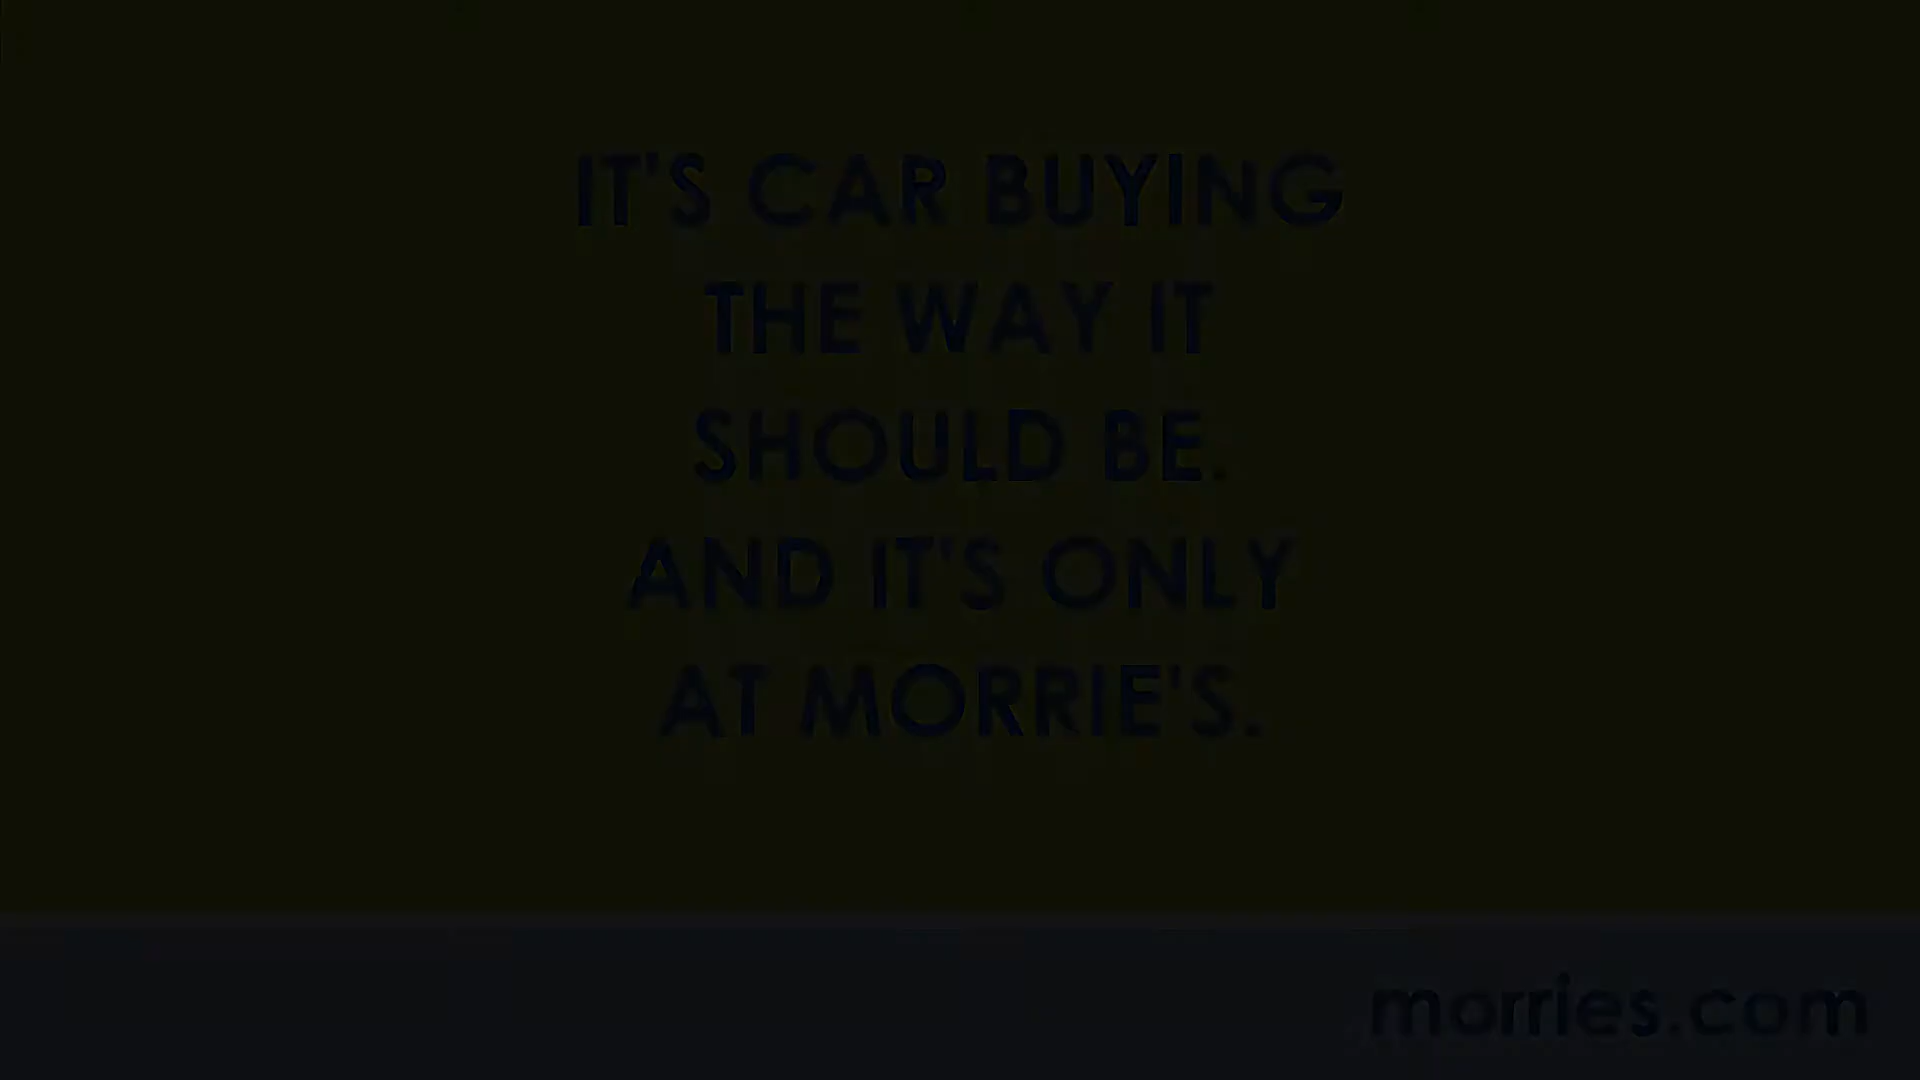 IT'S CAR BUYING
THE WAY IT
SHOULD BE.
AND IT'S ONLY
AT MORRIE'S.
morries.com